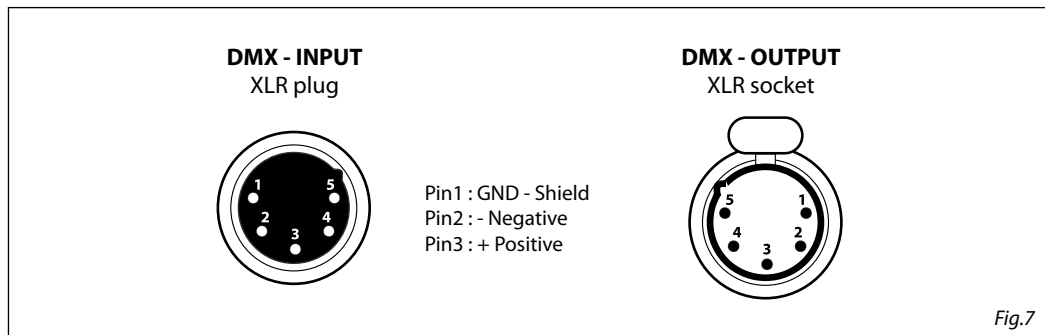 DMX - INPUT
XLR plug
1
5
2
4
3
Pin1 : GND - Shield
Pin2 : - Negative
Pin3 : + Positive
DMX - OUTPUT
XLR socket
5
1
4
2
3
Fig.7